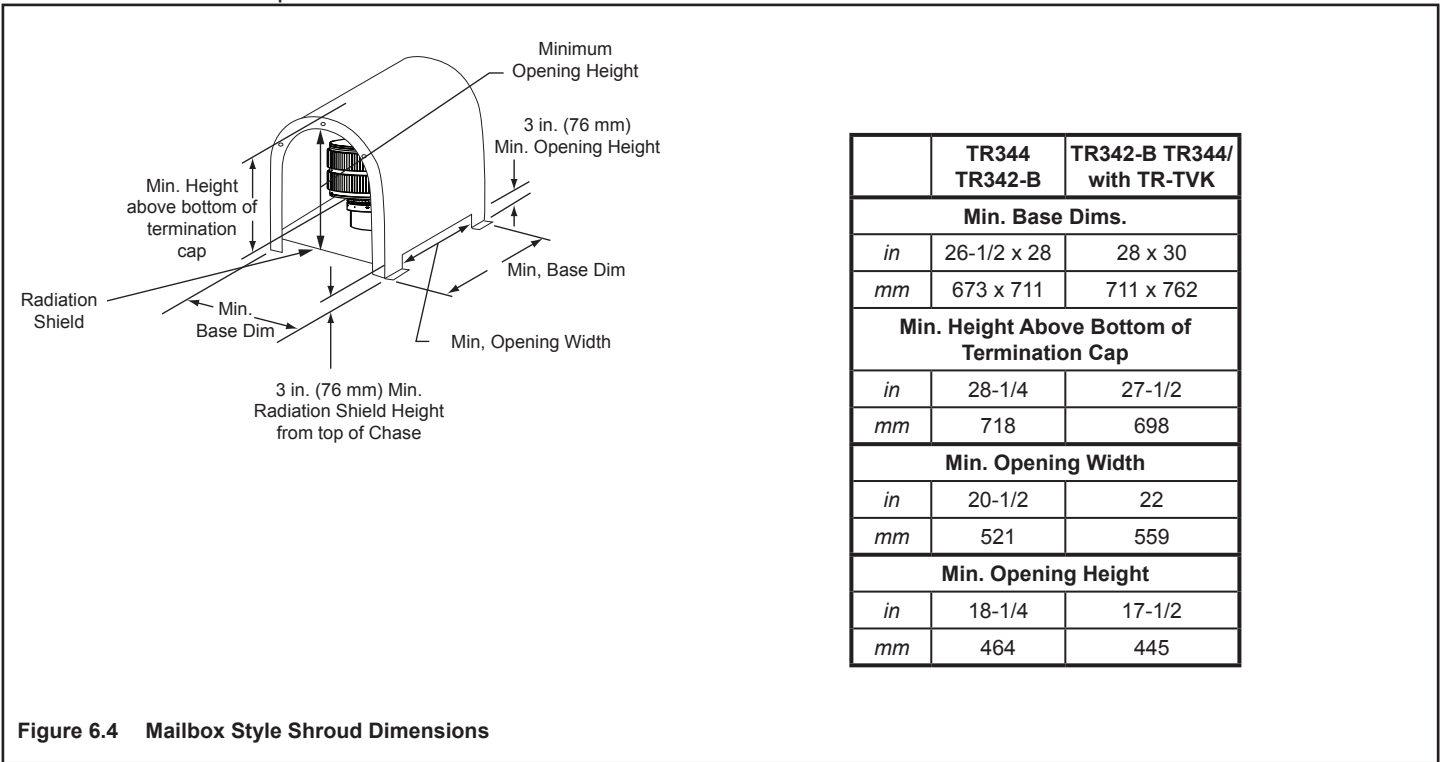 Minimum
Opening Height
3 in. (76 mm)
Min. Opening Height
Min. Height
above bottom of
termination
cap
Min, Base Dim
Radiation
Shield
Min.
Base Dim
Min, Opening Width
3 in. (76 mm) Min.
Radiation Shield Height
from top of Chase
TR344 TR342-B TR344/
TR342-B with TR-TVK
Min. Base Dims.
in 26-1/2 x 28 28 x 30
mm 673 x 711 711 x 762
Min. Height Above Bottom of
Termination Cap
in 28-1/4 27-1/2
mm 718 698
Min. Opening Width
in 20-1/2 22
mm 521 559
Min. Opening Height
in 18-1/4 17-1/2
mm 464 445
Figure 6.4 Mailbox Style Shroud Dimensions